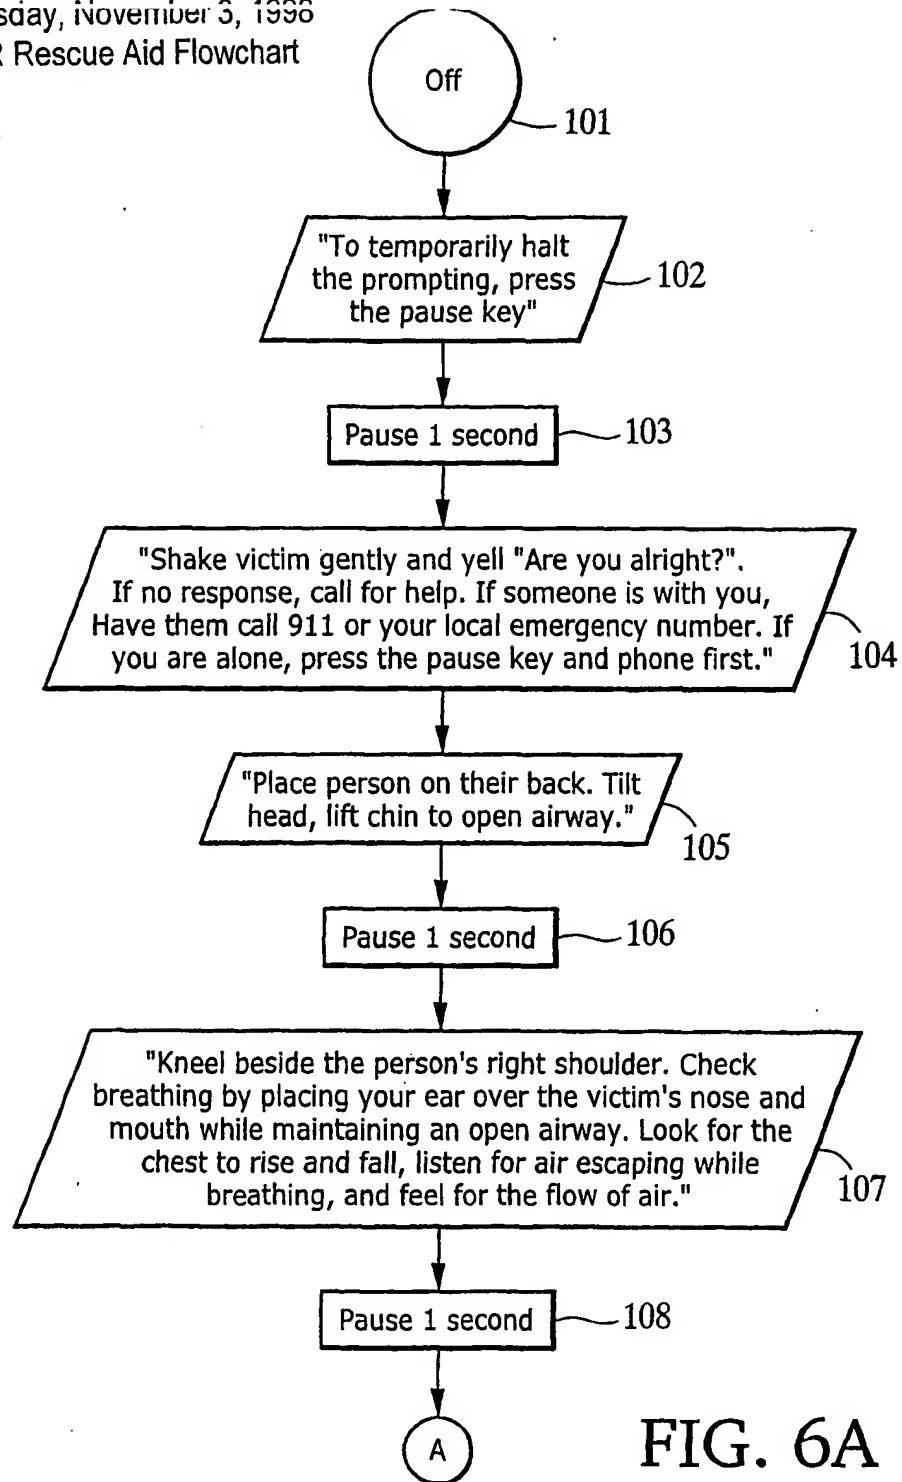 sday, November 3, 1998
R Rescue Aid Flowchart
Off
101
"To temporarily halt
the prompting, press
the pause key"
102
Pause 1 second
103
"Shake victim gently and yell "Are you alright?".
If no response, call for help. If someone is with you,
Have them call 911 or your local emergency number. If
you are alone, press the pause key and phone first."
104
"Place person on their back. Tilt
head, lift chin to open airway."
105
Pause 1 second
106
"Kneel beside the person's right shoulder. Check
breathing by placing your ear over the victim's nose and
mouth while maintaining an open airway. Look for the
chest to rise and fall, listen for air escaping while
breathing, and feel for the flow of air."
107
Pause 1 second
108
A
FIG. 6A